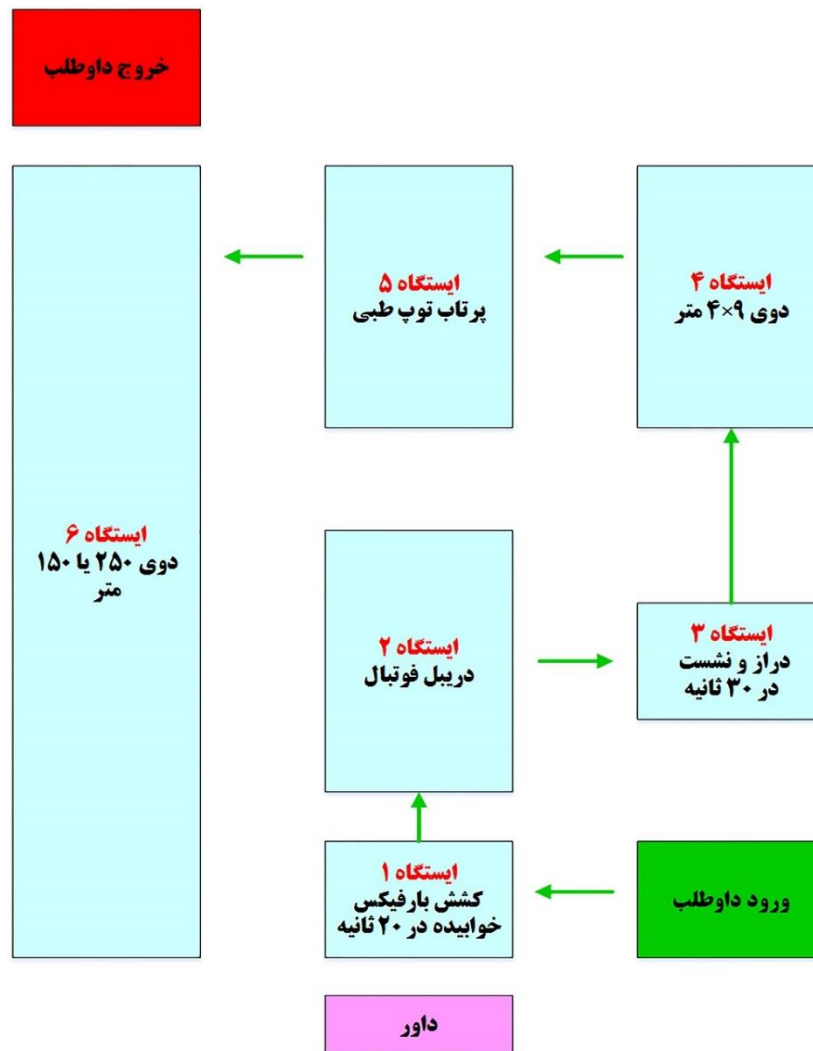 خروج داوطلب
ایستگاه ۴
دوی ۹×۴ متر
ایستگاه ۵
پرتاب توپ طبی
ایستگاه ۶
دوی ۲۵۰ یا ۱۵۰
متر
ایستگاه ۲
دریبل فوتبال
ایستگاه ۳
دراز و نشست
در ۳۰ ثانیه
ایستگاه ۱
کشش بارفیکس
خوابیده در ۲۰ ثانیه
ورود داوطلب
داور